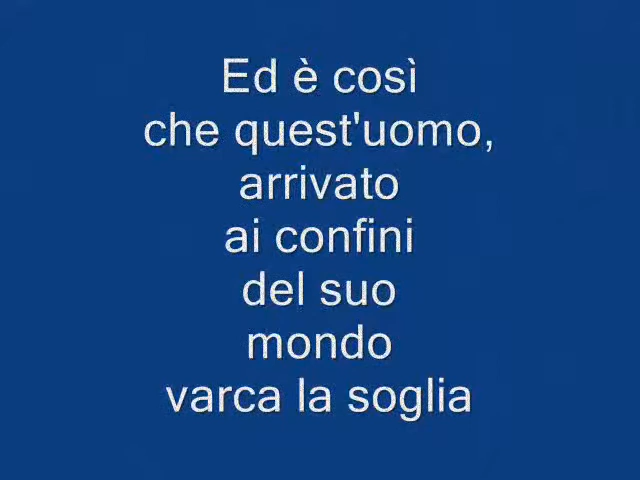 Ed è così
che quest'uomo,
arrivato
ai confini
del suo
mondo
varca la soglia